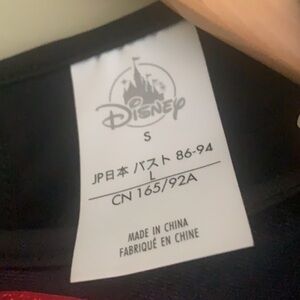 Disney
S
JP日本 バスト 86-94
L
CN 165/92A
MADE IN CHINA
FABRIQUÉ EN CHINE